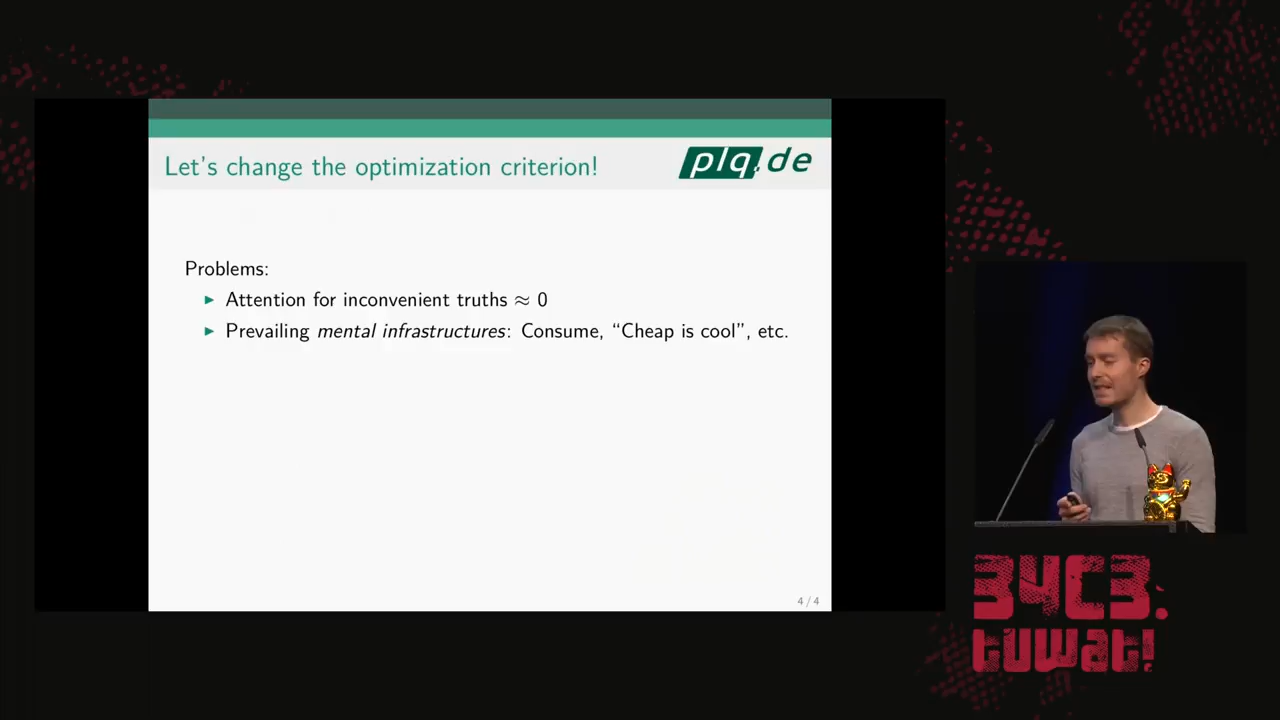 Let's change the optimization criterion!
plq.de
Problems:
▶ Attention for inconvenient truths ≈ 0
▶ Prevailing mental infrastructures: Consume, “Cheap is cool”, etc.
4 / 4
34C3.
tuwat!